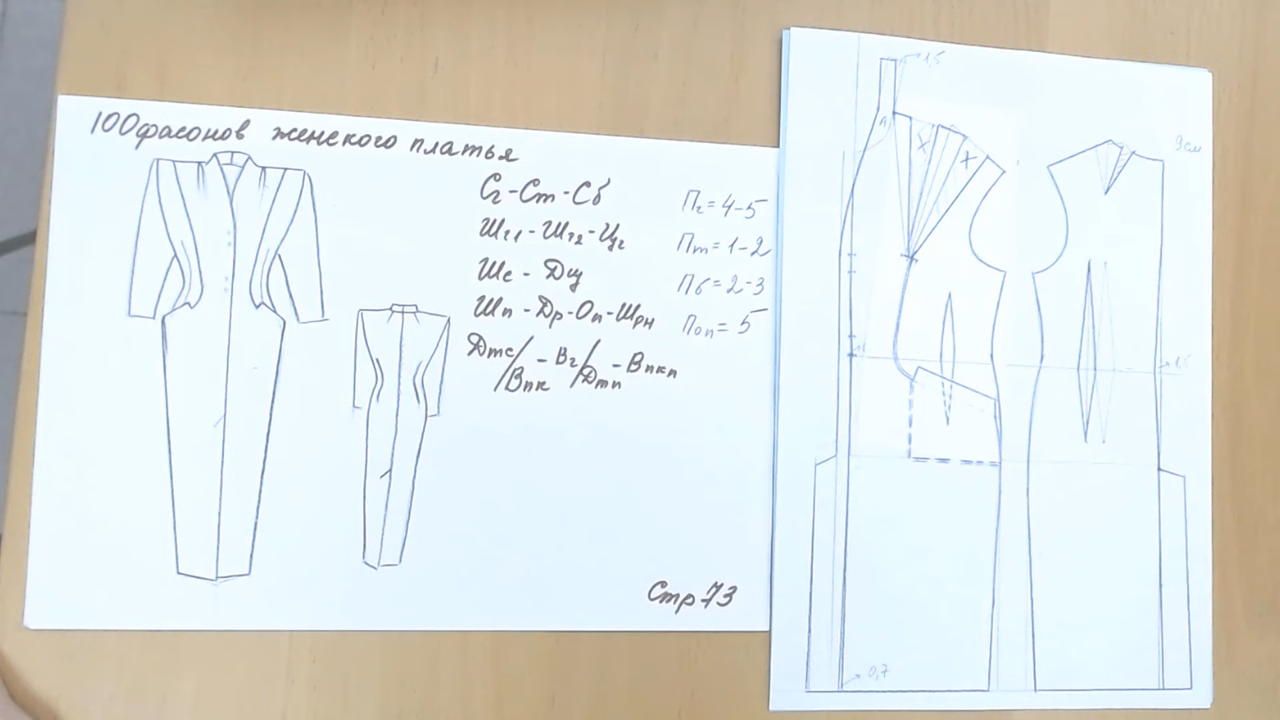 100 фасонов женского платья
Сг-Ст-Сб
Шг1-Шг2-Цг
Шс-Дц
Шп-Др-Оп-Шрн
Дтс/Впк-Вг/Дтп-Впкп
Пг=4-5
Пт=1-2
Пб=2-3
Поп=5
Стр 73
1,5
X
X
9см
1,5
0,7